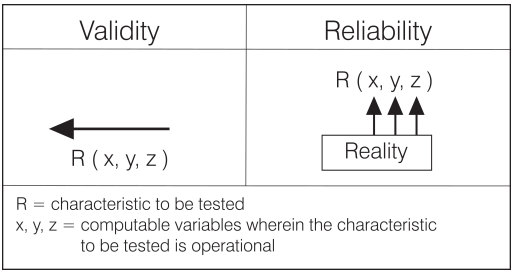 Validity
Reliability
R ( x, y, z )
R ( x, y, z )
Reality
R = characteristic to be tested
x, y, z = computable variables wherein the characteristic
to be tested is operational